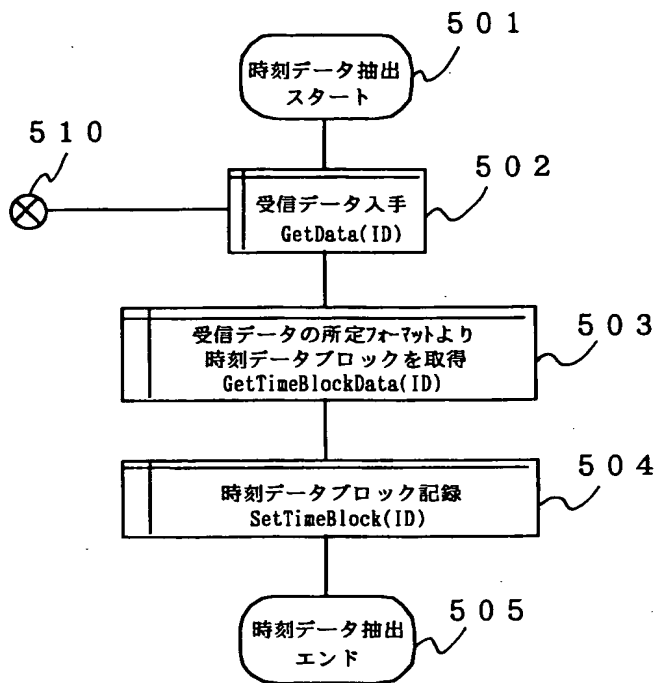 ５０１
時刻データ抽出
スタート
５１０
５０２
受信データ入手
GetData(ID)
５０３
受信データの所定ﾌｫｰﾏｯﾄより
時刻データブロックを取得
GetTimeBlockData(ID)
５０４
時刻データブロック記録
SetTimeBlock(ID)
５０５
時刻データ抽出
エンド